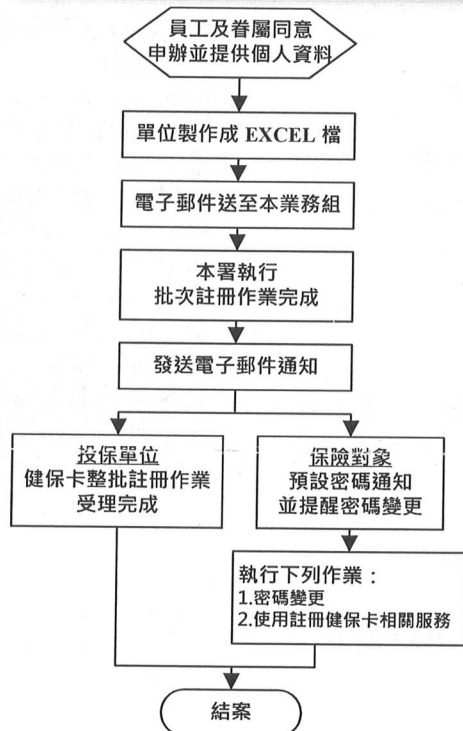 員工及眷屬同意
申辦並提供個人資料
單位製作成 EXCEL 檔
電子郵件送至本業務組
本署執行
批次註冊作業完成
發送電子郵件通知
投保單位
健保卡整批註冊作業
受理完成
保險對象
預設密碼通知
並提醒密碼變更
執行下列作業：
1.密碼變更
2.使用註冊健保卡相關服務
結案